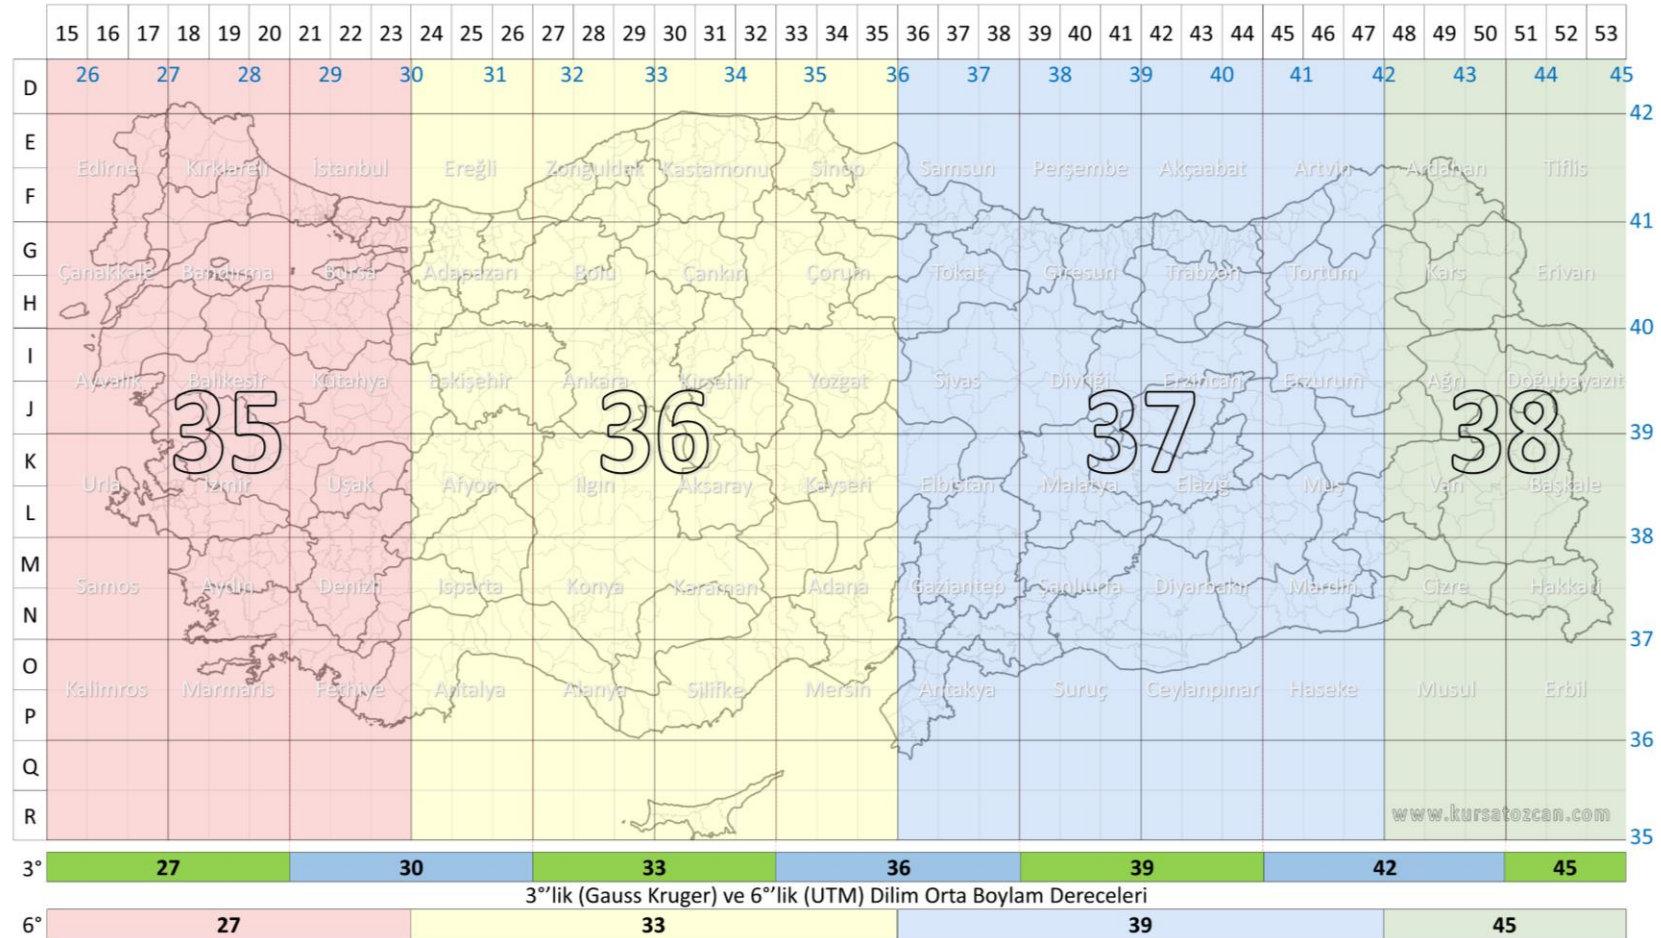 15 16 17 18 19 20 21 22 23 24 25 26 27 28 29 30 31 32 33 34 35 36 37 38 39 40 41 42 43 44 45 46 47 48 49 50 51 52 53
26 27 28 29 30 31 32 33 34 35 36 37 38 39 40 41 42 43 44 45
D
42
E
Edirne Kırklareli İstanbul Ereğli Zonguldak Kastamonu Sinop Samsun Perşembe Akçaabat Artvin Ardahan Tiflis
F
41
G
Çanakkale Bandırma Bursa Adapazarı Bolu Çankırı Çorum Tokat Giresun Trabzon Tortum Kars Erivan
H
40
I
Ayvalık Balıkesir Kütahya Eskişehir Ankara Kırşehir Yozgat Sivas Divriği Erzincan Erzurum Ağrı Doğubayazıt
J
35 36 37 38
39
K
Urla İzmir Uşak Afyon Ilgın Aksaray Kayseri Elbistan Malatya Elazığ Muş Van Başkale
L
38
M
Samos Aydın Denizli Isparta Konya Karaman Adana Gaziantep Şanlıurfa Diyarbakır Mardin Cizre Hakkari
N
37
O
Kalimros Marmaris Fethiye Antalya Alanya Silifke Mersin Antakya Suruç Ceylanpınar Haseke Musul Erbil
P
36
Q
R
www.kursatozcan.com
35
3° 27 30 33 36 39 42 45
3°’lik (Gauss Kruger) ve 6°’lik (UTM) Dilim Orta Boylam Dereceleri
6° 27 33 39 45